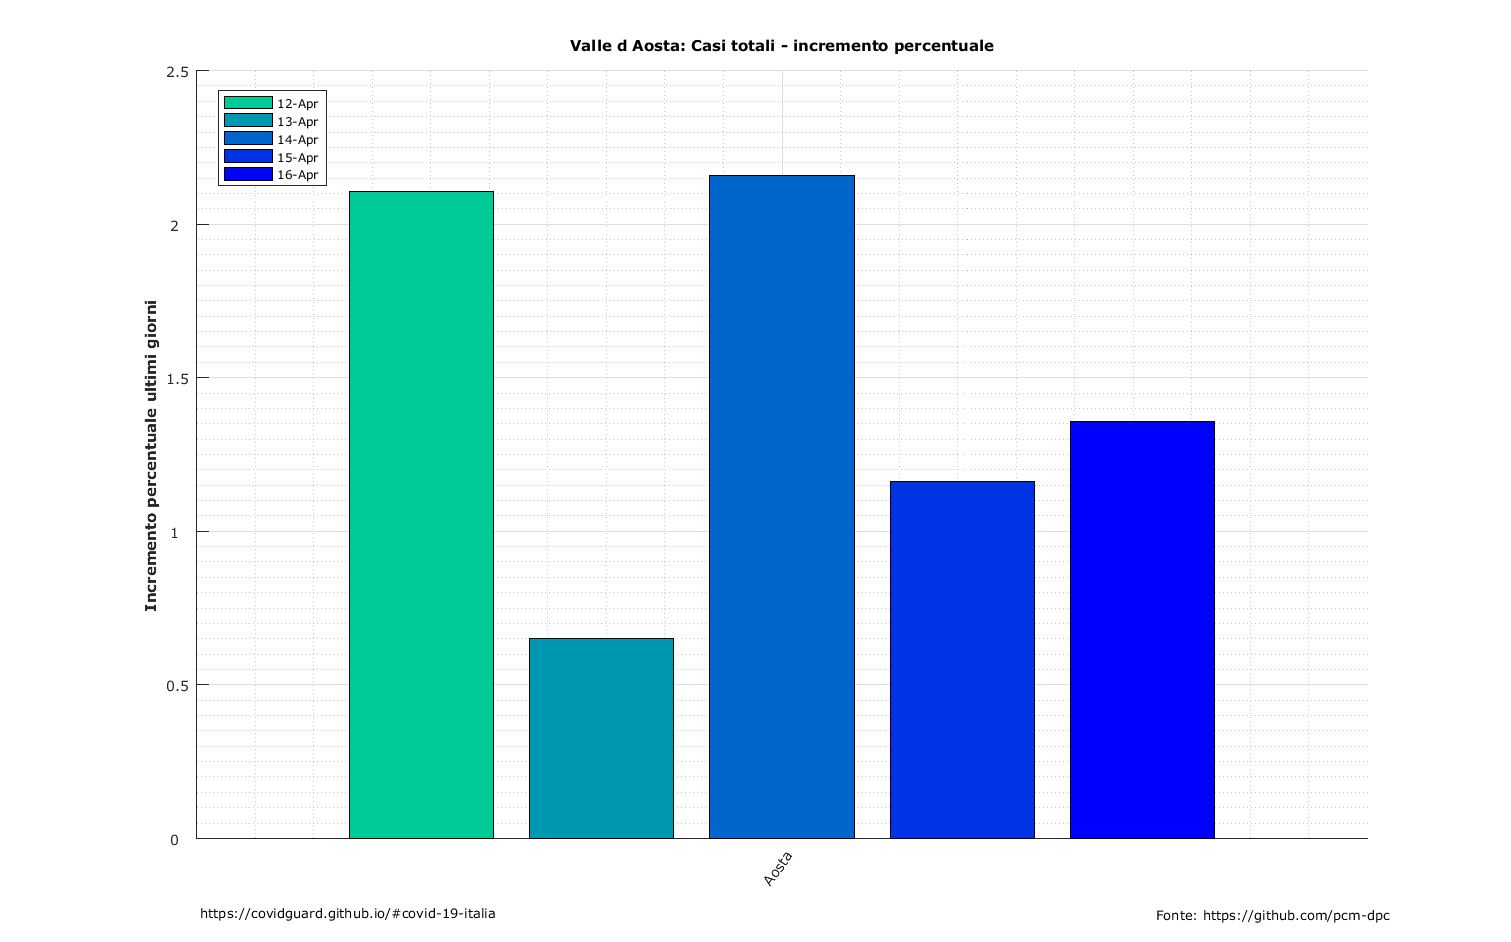 Valle d Aosta: Casi totali - incremento percentuale
2.5
2
1.5
1
0.5
0
Incremento percentuale ultimi giorni
12-Apr
13-Apr
14-Apr
15-Apr
16-Apr
Aosta
https://covidguard.github.io/#covid-19-italia
Fonte: https://github.com/pcm-dpc